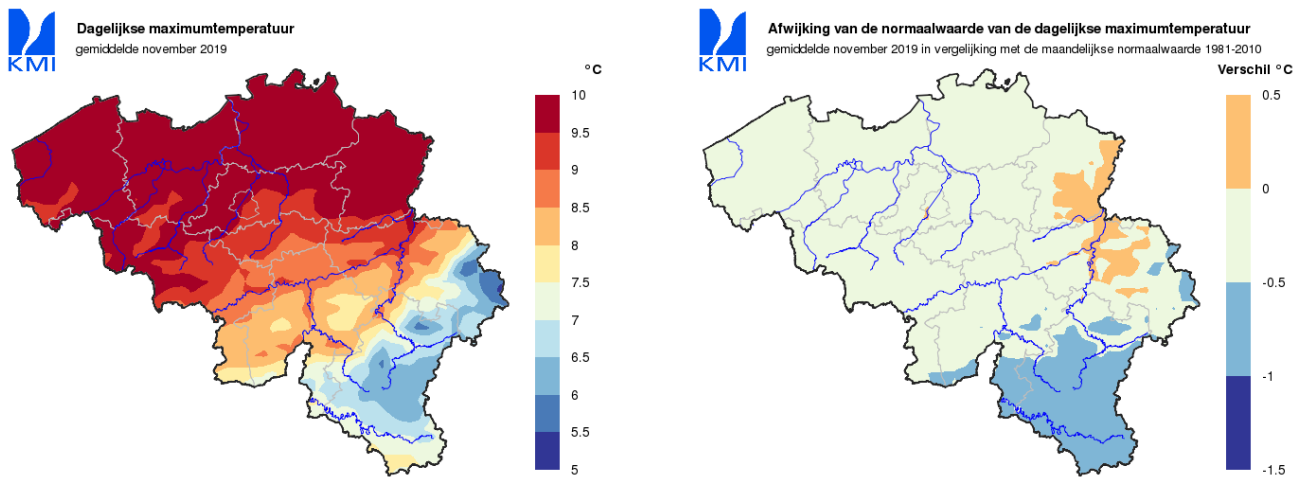 KMI
Dagelijkse maximumtemperatuur
gemiddelde november 2019
°C
10
9.5
9
8.5
8
7.5
7
6.5
6
5.5
5
KMI
Afwijking van de normaalwaarde van de dagelijkse maximumtemperatuur
gemiddelde november 2019 in vergelijking met de maandelijkse normaalwaarde 1981-2010
Verschil °C
0.5
0
-0.5
-1
-1.5